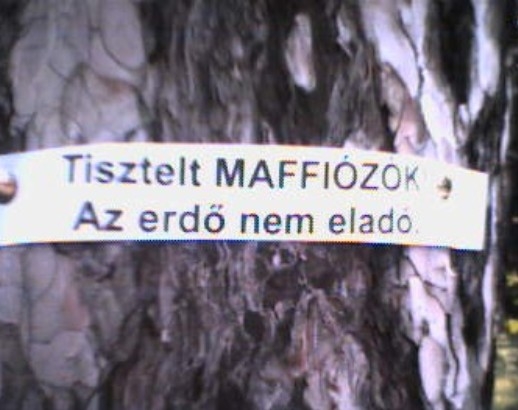 Tisztelt MAFFIÓZÓK
Az erdő nem eladó.